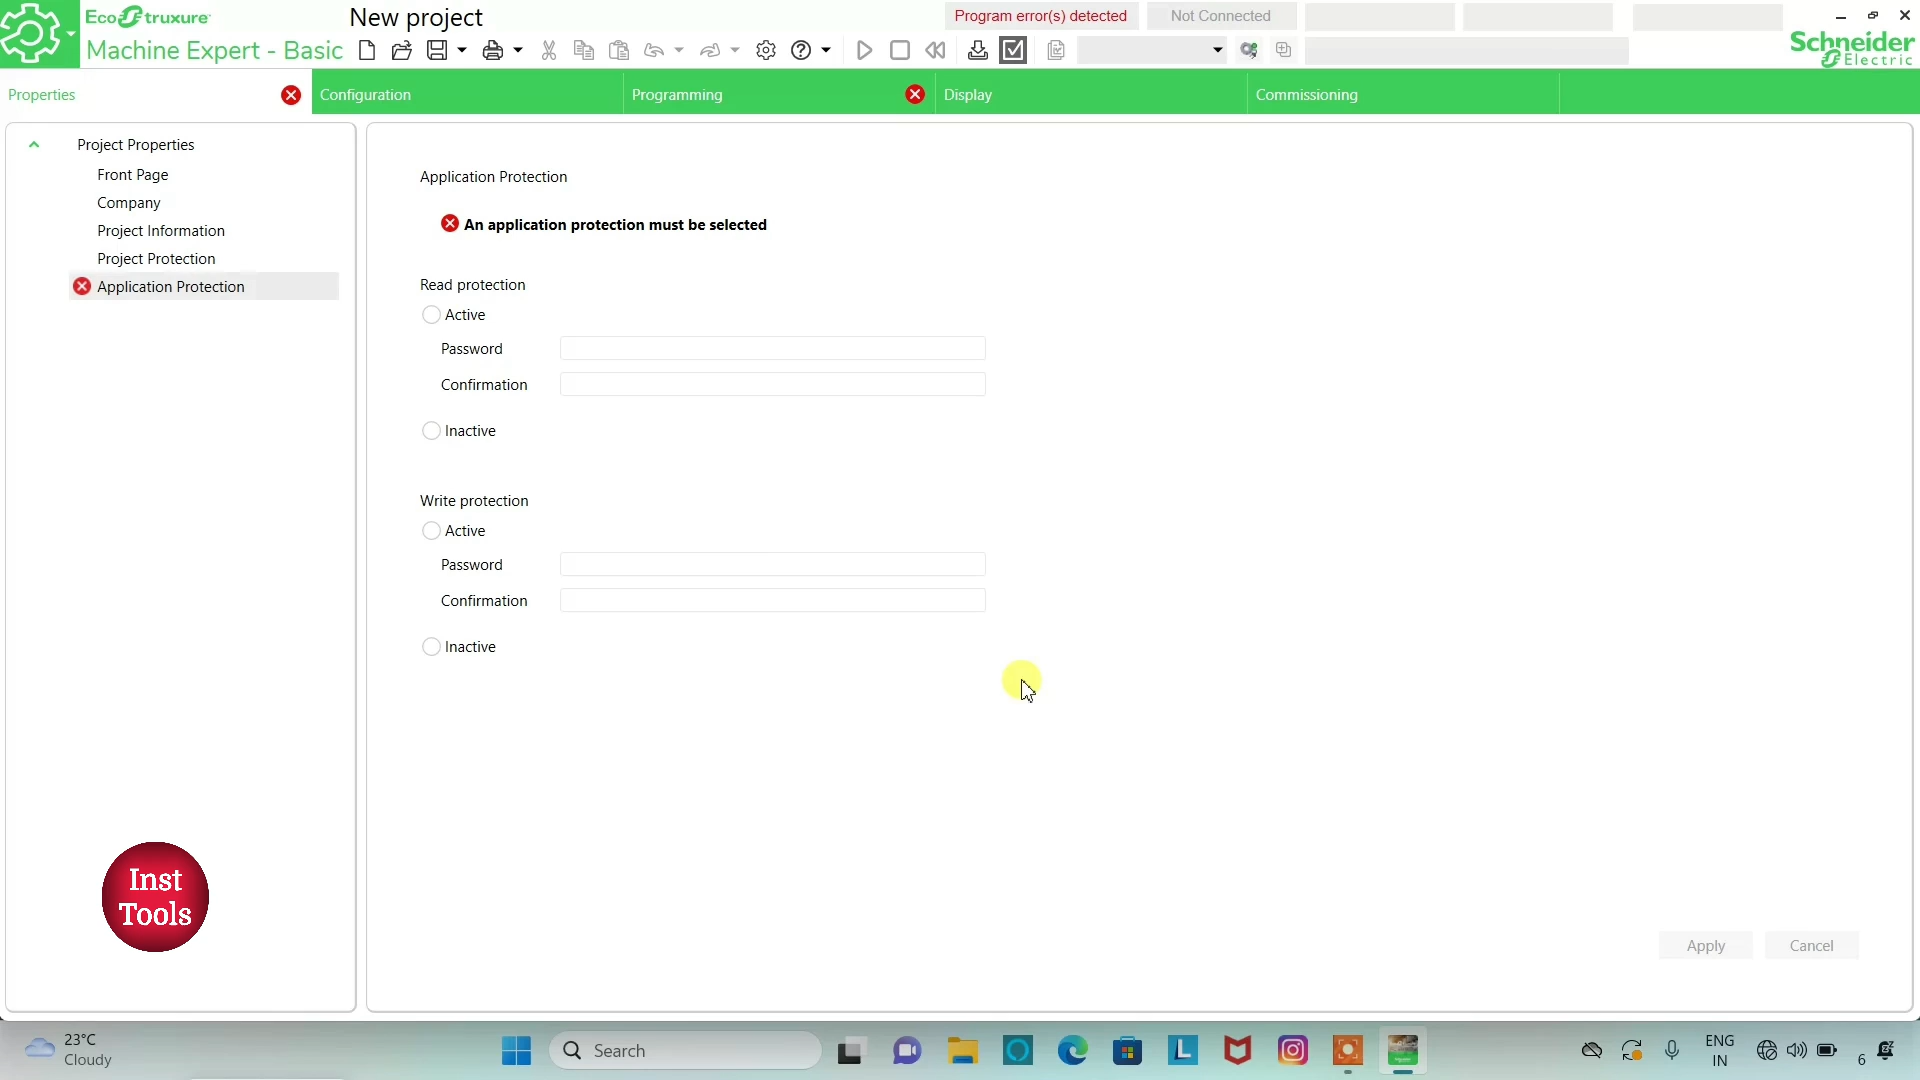 EcoStruxure
Machine Expert - Basic
New project
Program error(s) detected
Not Connected
Schneider
Electric
Properties
Configuration
Programming
Display
Commissioning
Project Properties
Front Page
Company
Project Information
Project Protection
Application Protection
Application Protection
An application protection must be selected
Read protection
Active
Password
Confirmation
Inactive
Write protection
Active
Password
Confirmation
Inactive
Inst
Tools
Apply
Cancel
23°C
Cloudy
Search
L
ENG
IN
6